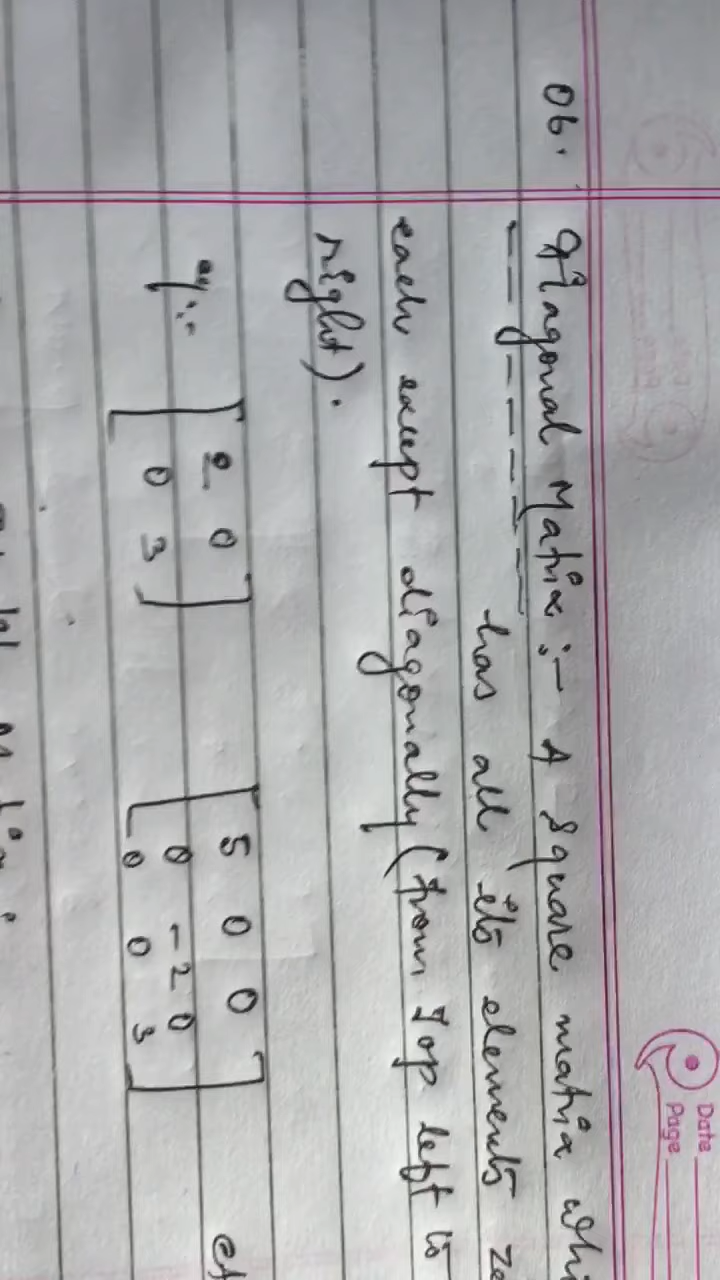 Date
Page
06. Diagonal Matrix :- A Square matrix whi
has all its elements ze
each except diagonally (from Top left to
right).
eg:-
[ 2 0
0 3 ]
[ 5 0 0
0 -2 0
0 0 3 ]